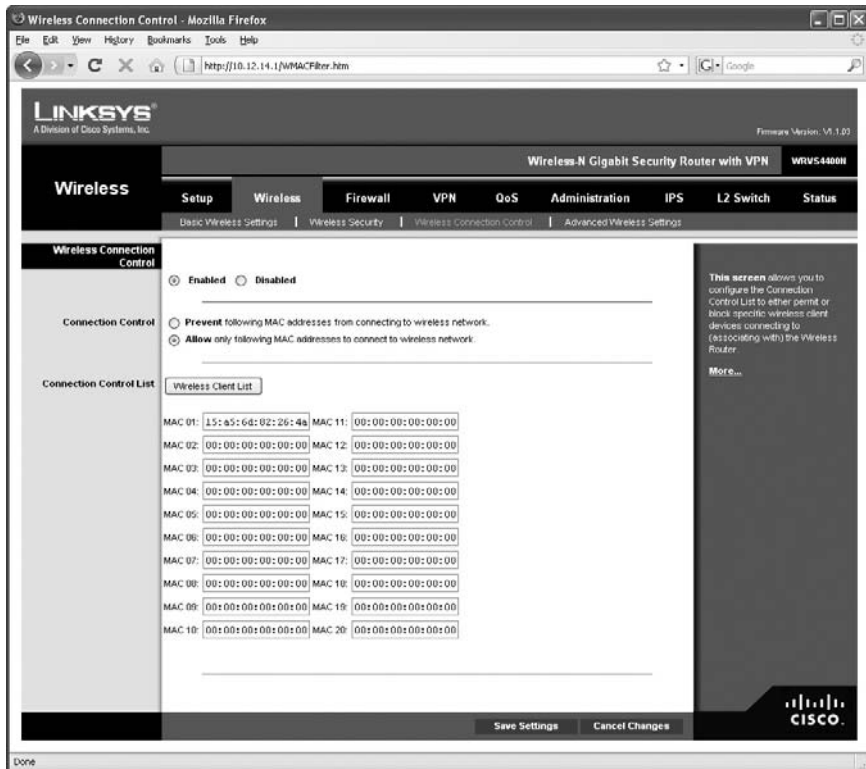 Wireless Connection Control - Mozilla Firefox
File Edit View History Bookmarks Tools Help
http://10.12.14.1/WMACFilter.htm
Google
LINKSYS®
A Division of Cisco Systems, Inc.
Firmware Version: V1.1.03
Wireless-N Gigabit Security Router with VPN WRVS4400N
Wireless
Setup Wireless Firewall VPN QoS Administration IPS L2 Switch Status
Basic Wireless Settings | Wireless Security | Wireless Connection Control | Advanced Wireless Settings
Wireless Connection
Control
Enabled Disabled
Connection Control
Prevent following MAC addresses from connecting to wireless network.
Allow only following MAC addresses to connect to wireless network
Connection Control List
Wireless Client List
MAC 01: 15:a5:6d:82:26:4a MAC 11: 00:00:00:00:00:00
MAC 02: 00:00:00:00:00:00 MAC 12: 00:00:00:00:00:00
MAC 03: 00:00:00:00:00:00 MAC 13: 00:00:00:00:00:00
MAC 04: 00:00:00:00:00:00 MAC 14: 00:00:00:00:00:00
MAC 05: 00:00:00:00:00:00 MAC 15: 00:00:00:00:00:00
MAC 06: 00:00:00:00:00:00 MAC 16: 00:00:00:00:00:00
MAC 07: 00:00:00:00:00:00 MAC 17: 00:00:00:00:00:00
MAC 08: 00:00:00:00:00:00 MAC 18: 00:00:00:00:00:00
MAC 09: 00:00:00:00:00:00 MAC 19: 00:00:00:00:00:00
MAC 10: 00:00:00:00:00:00 MAC 20: 00:00:00:00:00:00
This screen allows you to
configure the Connection
Control List to either permit or
block specific wireless client
devices connecting to
(associating with) the Wireless
Router.
More...
Save Settings Cancel Changes
CISCO.
Done